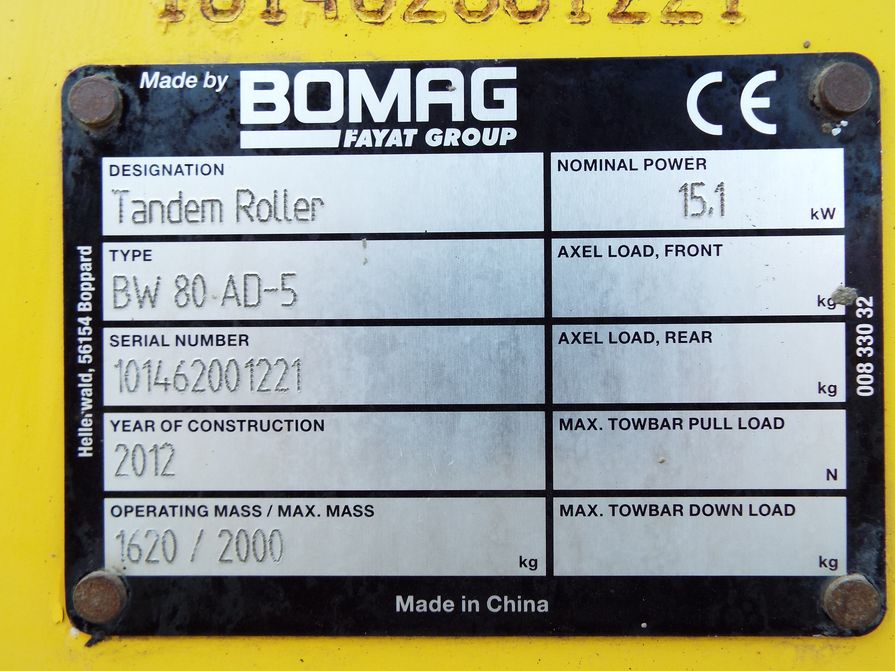 101462001221
Made by BOMAG
FAYAT GROUP
CE
DESIGNATION
Tandem Roller
NOMINAL POWER
15,1 kW
TYPE
BW 80 AD-5
AXEL LOAD, FRONT
kg
SERIAL NUMBER
101462001221
AXEL LOAD, REAR
kg
YEAR OF CONSTRUCTION
2012
MAX. TOWBAR PULL LOAD
N
OPERATING MASS / MAX. MASS
1620 / 2000 kg
MAX. TOWBAR DOWN LOAD
kg
Made in China
Hellerwald, 56154 Boppard
008 330 32